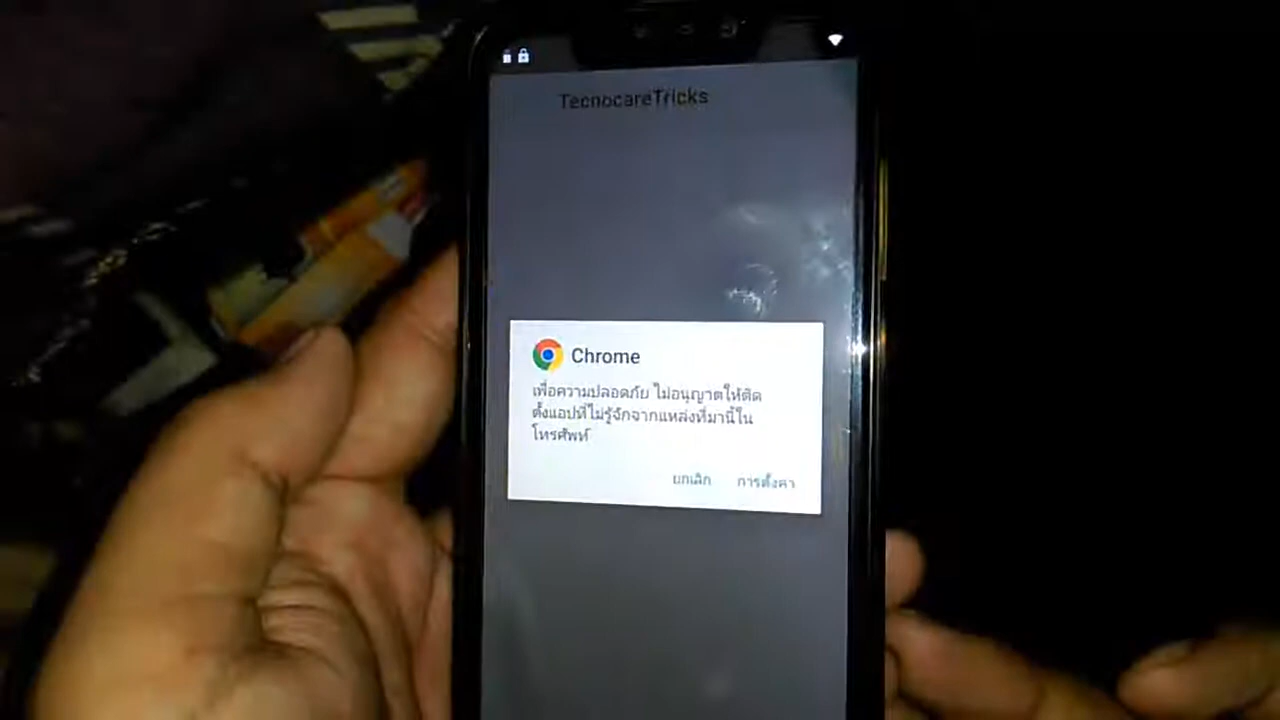 TecnocareTricks
Chrome
เพื่อความปลอดภัย ไม่อนุญาตให้ติด
ตั้งแอปที่ไม่รู้จักจากแหล่งที่มานี้ใน
โทรศัพท์
ยกเลิก การตั้งค่า